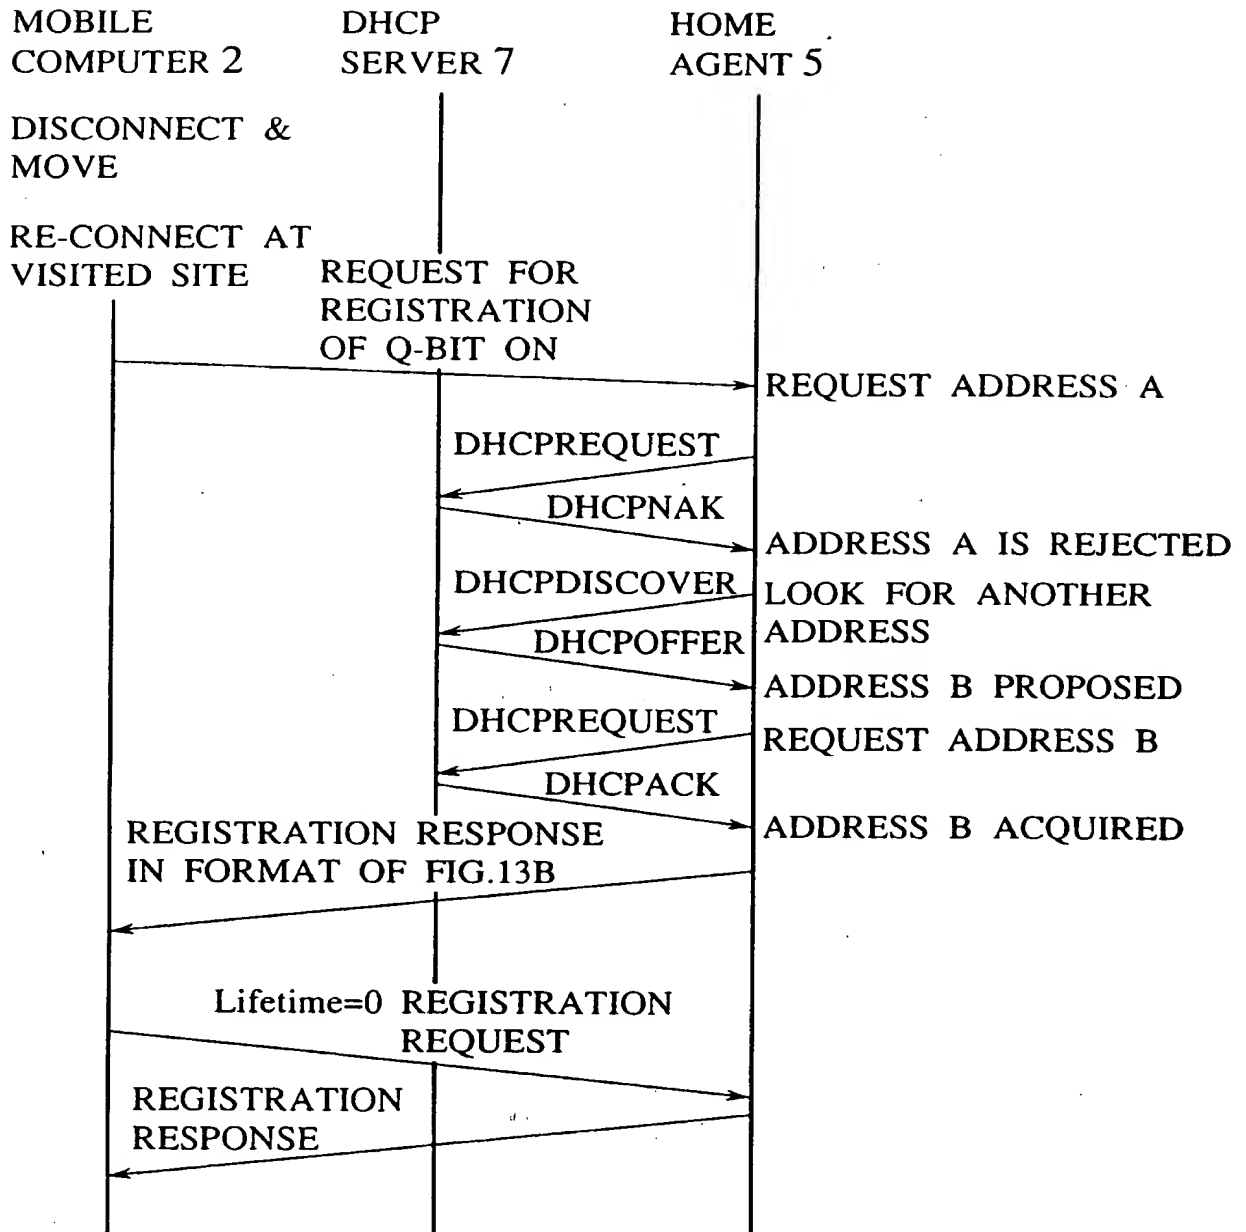 MOBILE
COMPUTER 2
DHCP
SERVER 7
HOME
AGENT 5
DISCONNECT &
MOVE
RE-CONNECT AT
VISITED SITE
REQUEST FOR
REGISTRATION
OF Q-BIT ON
REQUEST ADDRESS A
DHCPREQUEST
DHCPNAK
ADDRESS A IS REJECTED
DHCPDISCOVER
LOOK FOR ANOTHER
ADDRESS
DHCPOFFER
ADDRESS B PROPOSED
DHCPREQUEST
REQUEST ADDRESS B
DHCPACK
ADDRESS B ACQUIRED
REGISTRATION RESPONSE
IN FORMAT OF FIG.13B
Lifetime=0 REGISTRATION
REQUEST
REGISTRATION
RESPONSE